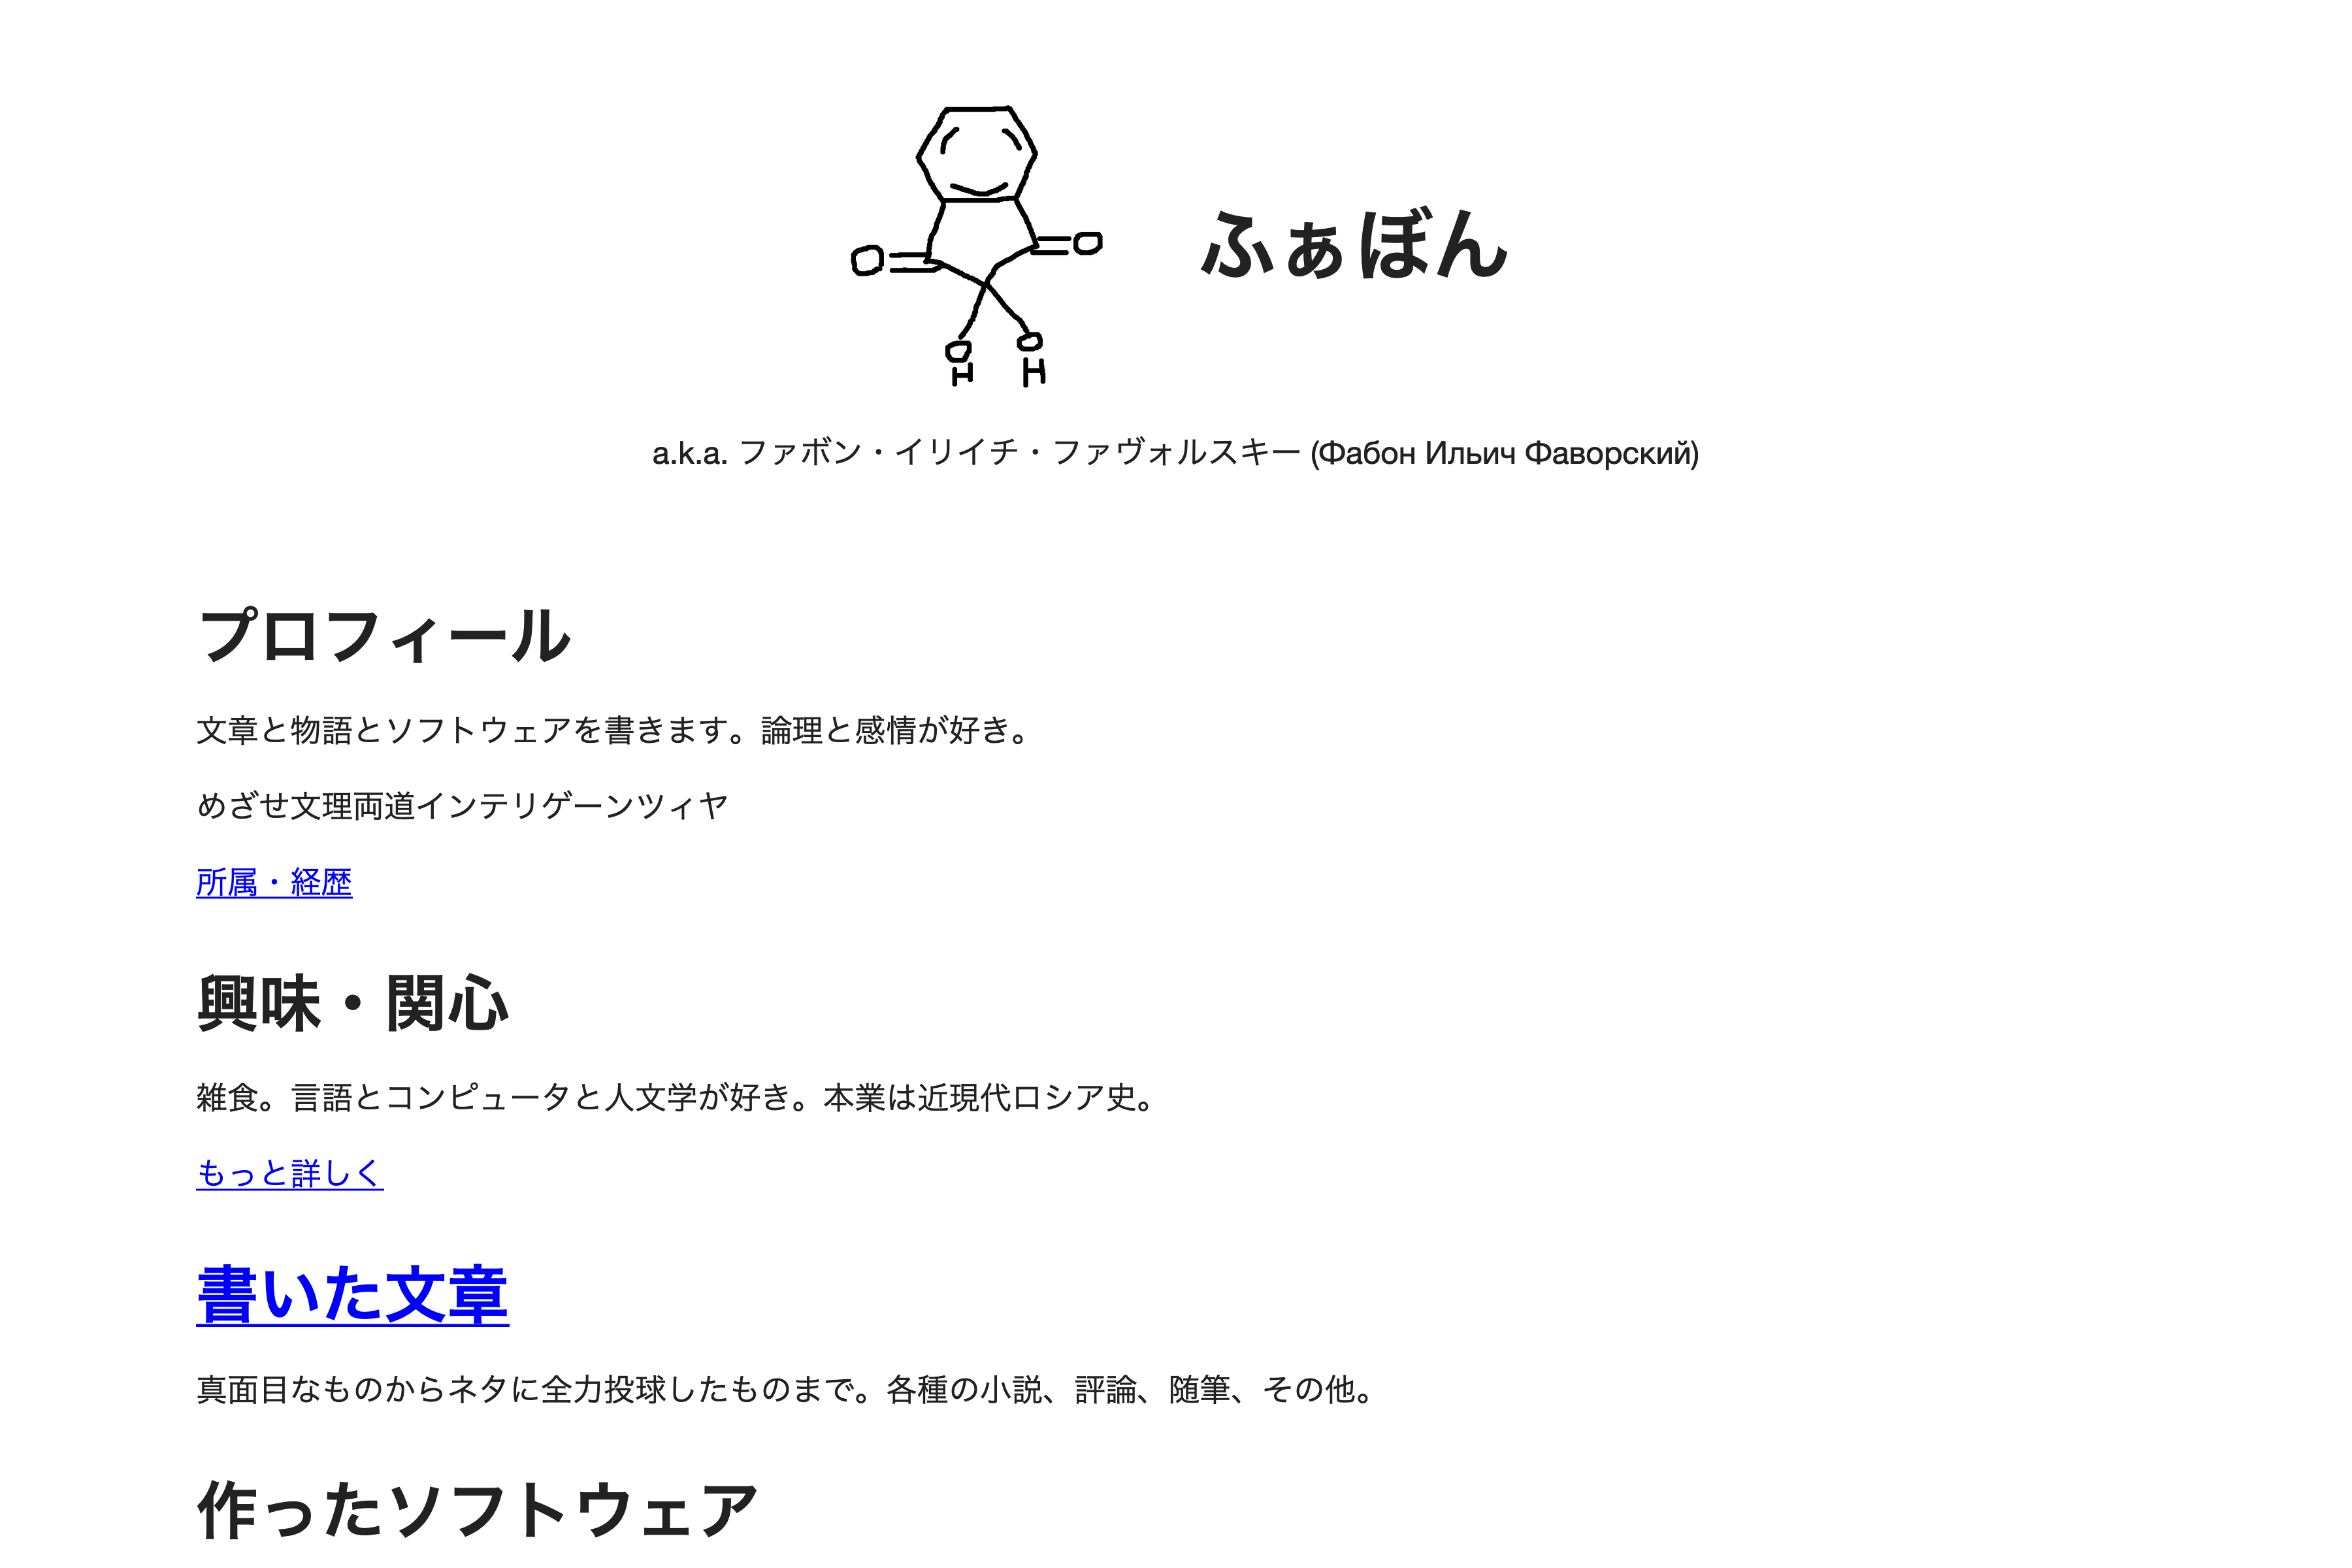 ふぁぼん
O
O
O
O
H
H
a.k.a. ファボン・イリイチ・ファヴォルスキー (Фабон Ильич Фаворский)
プロフィール
文章と物語とソフトウェアを書きます。論理と感情が好き。
めざせ文理両道インテリゲーンツィヤ
所属・経歴
興味・関心
雑食。言語とコンピュータと人文学が好き。本業は近現代ロシア史。
もっと詳しく
書いた文章
真面目なものからネタに全力投球したものまで。各種の小説、評論、随筆、その他。
作ったソフトウェア